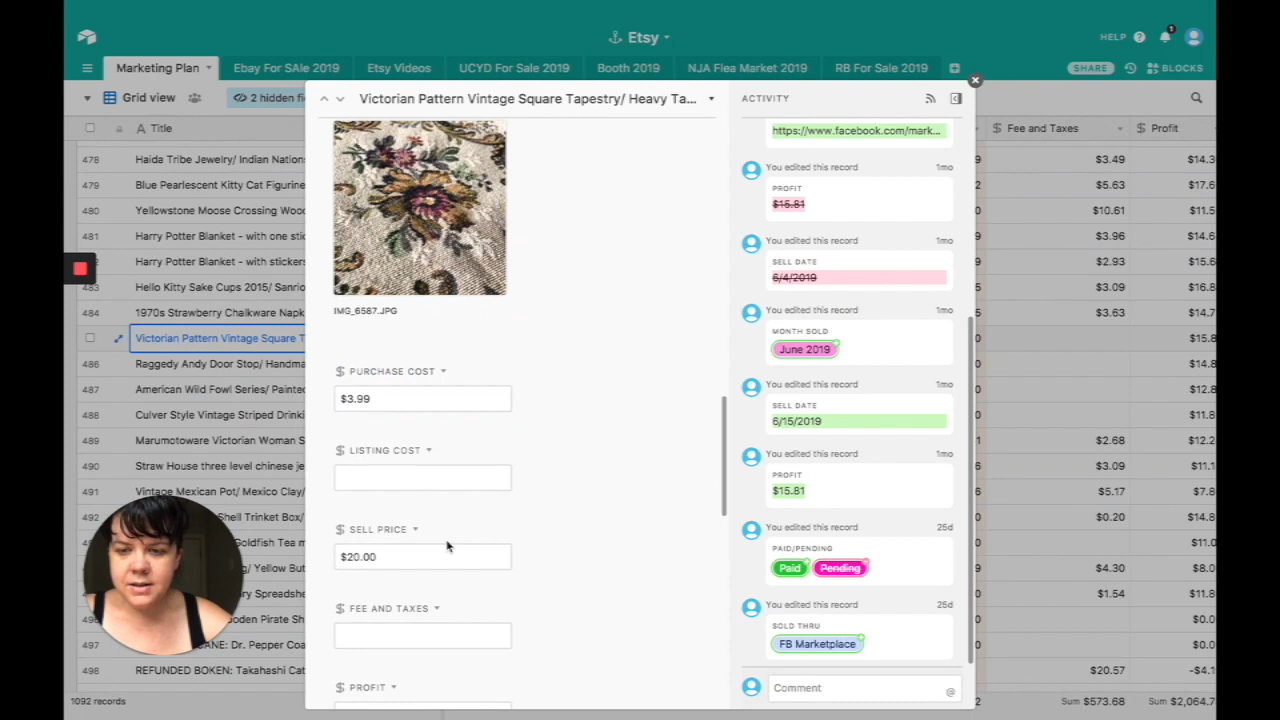 Etsy
HELP
1
Marketing Plan
Ebay For SAle 2019
Etsy Videos
UCYD For Sale 2019
Booth 2019
NJA Flea Market 2019
RB For Sale 2019
SHARE
BLOCKS
Grid view
2 hidden fie
Victorian Pattern Vintage Square Tapestry/ Heavy Ta...
ACTIVITY
A Title
Fee and Taxes
Profit
https://www.facebook.com/mark...
478 Haida Tribe Jewelry/ Indian Nation
$3.49 $14.3
479 Blue Pearlescent Kitty Cat Figurine
$5.63 $17.6
480 Yellowstone Moose Crossing Woo
$10.61 $10.0
481 Harry Potter Blanket - with one stic
$3.96 $15.6
Harry Potter Blanket - with stickers
$2.93 $15.6
483 Hello Kitty Sake Cups 2015/ Sanri
$3.63 $12.8
484 1970s Strawberry Chalkware Napk
$3.63 $14.7
Victorian Pattern Vintage Square T
$15.8
486 Raggedy Andy Door Stop/ Handma
$14.8
487 American Wild Fowl Series/ Painte
$12.8
488 Culver Style Vintage Striped Drinki
$11.8
489 Marumotoware Victorian Woman S
$2.68 $12.2
490 Straw House three level chinese je
$3.09 $11.8
491 Vintage Mexican Pot/ Mexico Clay/
$5.17 $7.8
492 Shell Trinket Box/
$0.20 $14.8
Goldfish Tea m
g/ Yellow But
$4.30 $8.0
ry Spreadshe
$1.54 $11.8
oden Pirate Sh
$0.0
ANE: Dr. Pepper Coa
$0.0
498 REFUNDED BOKEN: Takahashi Cat
$20.57 -$4.1
1092 records
Sum $573.68 Sum $2,064.7
IMG_6587.JPG
PURCHASE COST
$3.99
LISTING COST
SELL PRICE
$20.00
FEE AND TAXES
PROFIT
You edited this record 1mo
PROFIT
$15.81
You edited this record 1mo
SELL DATE
6/4/2019
You edited this record 1mo
MONTH SOLD
June 2019
You edited this record 1mo
SELL DATE
6/15/2019
You edited this record 1mo
PROFIT
$15.81
You edited this record 25d
PAID/PENDING
Paid Pending
You edited this record 25d
SOLD THRU
FB Marketplace
Comment
@